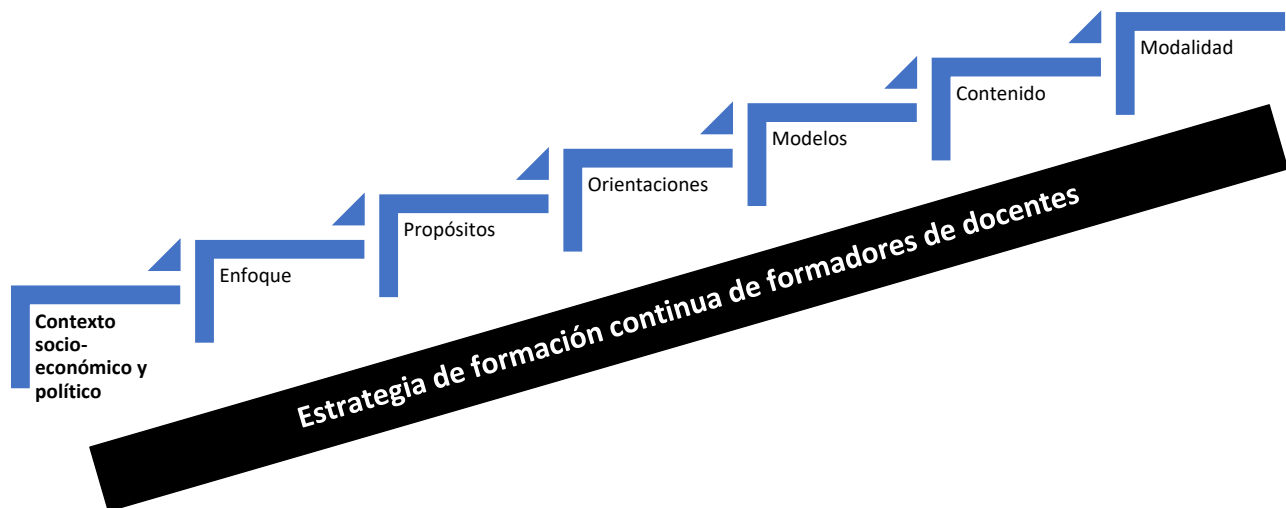 Contexto
socio-
económico y
político
Enfoque
Propósitos
Orientaciones
Modelos
Contenido
Modalidad
Estrategia de formación continua de formadores de docentes